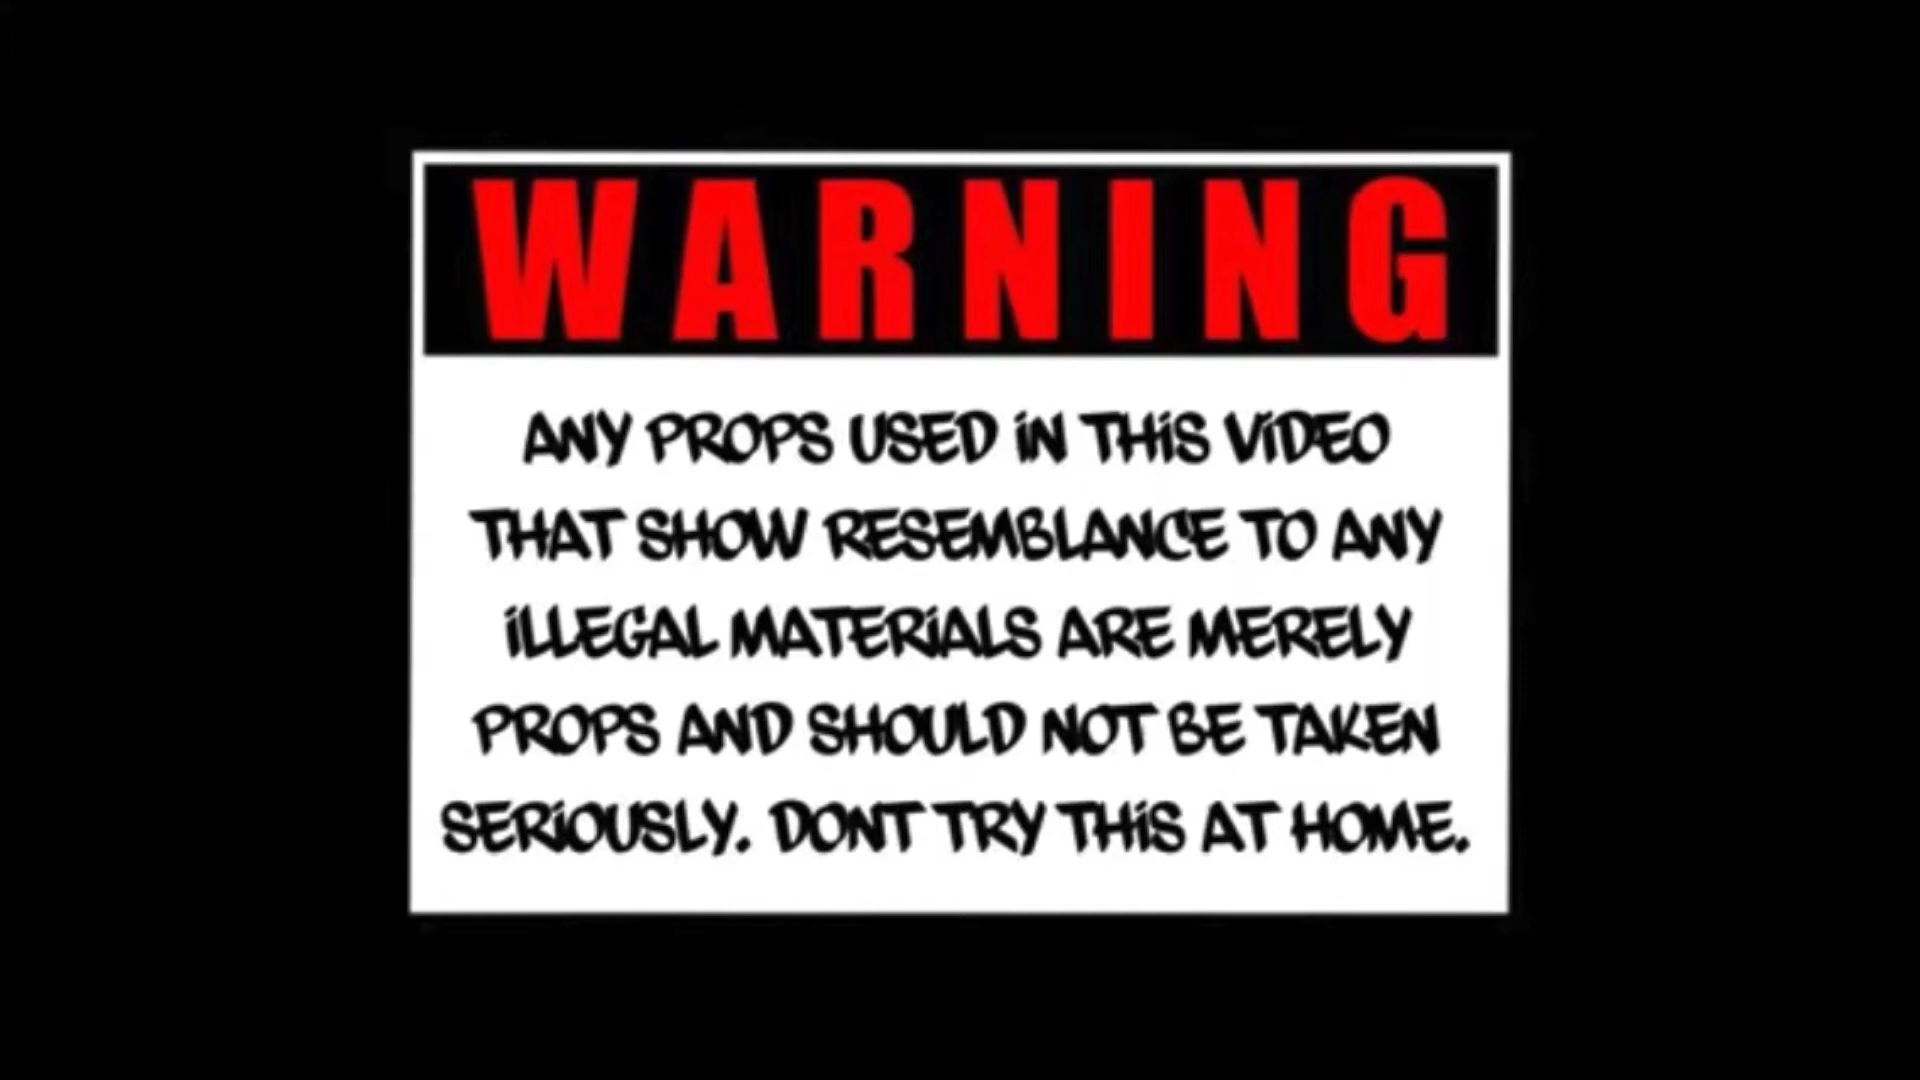 WARNING
ANY PROPS USED iN THiS ViDEO
THAT SHOW RESEMBLANCE TO ANY
iLLEGAL MATERiALS ARE MERELY
PROPS AND SHOULD NOT BE TAKEN
SERiOUSLY. DONT TRY THiS AT HOME.